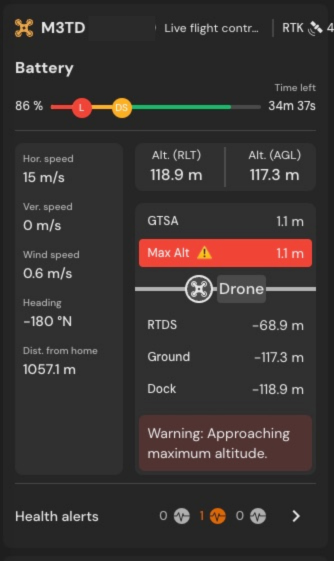 M3TD
Live flight contr...
RTK
4
Battery
Time left
86 %
L
DS
34m 37s
Hor. speed
15 m/s
Ver. speed
0 m/s
Wind speed
0.6 m/s
Heading
-180 °N
Dist. from home
1057.1 m
Alt. (RLT)
118.9 m
Alt. (AGL)
117.3 m
GTSA
1.1 m
Max Alt
1.1 m
Drone
RTDS
-68.9 m
Ground
-117.3 m
Dock
-118.9 m
Warning: Approaching
maximum altitude.
Health alerts
0
1
0